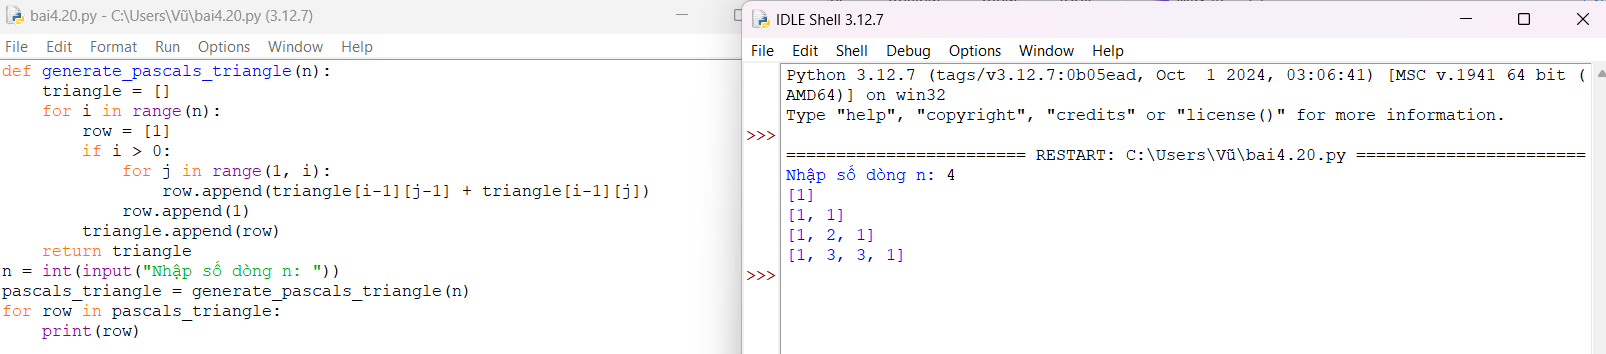 bai4.20.py - C:\Users\Vũ\bai4.20.py (3.12.7)
File Edit Format Run Options Window Help
def generate_pascals_triangle(n):
    triangle = []
    for i in range(n):
        row = [1]
        if i > 0:
            for j in range(1, i):
                row.append(triangle[i-1][j-1] + triangle[i-1][j])
            row.append(1)
        triangle.append(row)
    return triangle
n = int(input("Nhập số dòng n: "))
pascals_triangle = generate_pascals_triangle(n)
for row in pascals_triangle:
    print(row)
IDLE Shell 3.12.7
File Edit Shell Debug Options Window Help
Python 3.12.7 (tags/v3.12.7:0b05ead, Oct  1 2024, 03:06:41) [MSC v.1941 64 bit (
AMD64)] on win32
Type "help", "copyright", "credits" or "license()" for more information.
>>>
======================== RESTART: C:\Users\Vũ\bai4.20.py =======================
Nhập số dòng n: 4
[1]
[1, 1]
[1, 2, 1]
[1, 3, 3, 1]
>>>